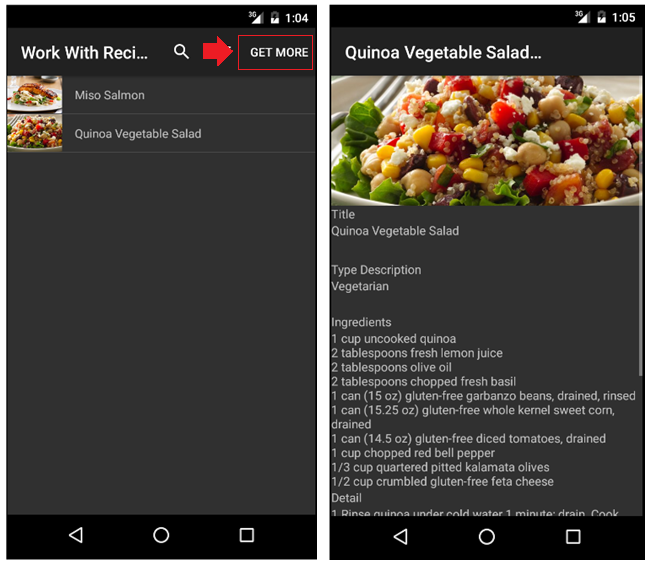 3G 1:04
Work With Reci... GET MORE
Miso Salmon
Quinoa Vegetable Salad
3G 1:05
Quinoa Vegetable Salad...
Title
Quinoa Vegetable Salad
Type Description
Vegetarian
Ingredients
1 cup uncooked quinoa
2 tablespoons fresh lemon juice
2 tablespoons olive oil
2 tablespoons chopped fresh basil
1 can (15 oz) gluten-free garbanzo beans, drained, rinsed
1 can (15.25 oz) gluten-free whole kernel sweet corn,
drained
1 can (14.5 oz) gluten-free diced tomatoes, drained
1 cup chopped red bell pepper
1/3 cup quartered pitted kalamata olives
1/2 cup crumbled gluten-free feta cheese
Detail
1 Rinse quinoa under cold water 1 minute; drain. Cook